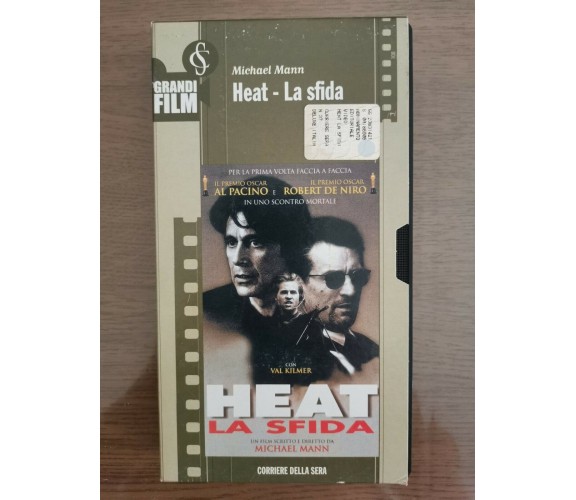 GRANDI
FILM
CS
Michael Mann
Heat - La sfida
PER LA PRIMA VOLTA FACCIA A FACCIA
IL PREMIO OSCAR IL PREMIO OSCAR
AL PACINO E ROBERT DE NIRO
IN UNO SCONTRO MORTALE
CON
VAL KILMER
HEAT
LA SFIDA
UN FILM SCRITTO E DIRETTO DA
MICHAEL MANN
CORRIERE DELLA SERA